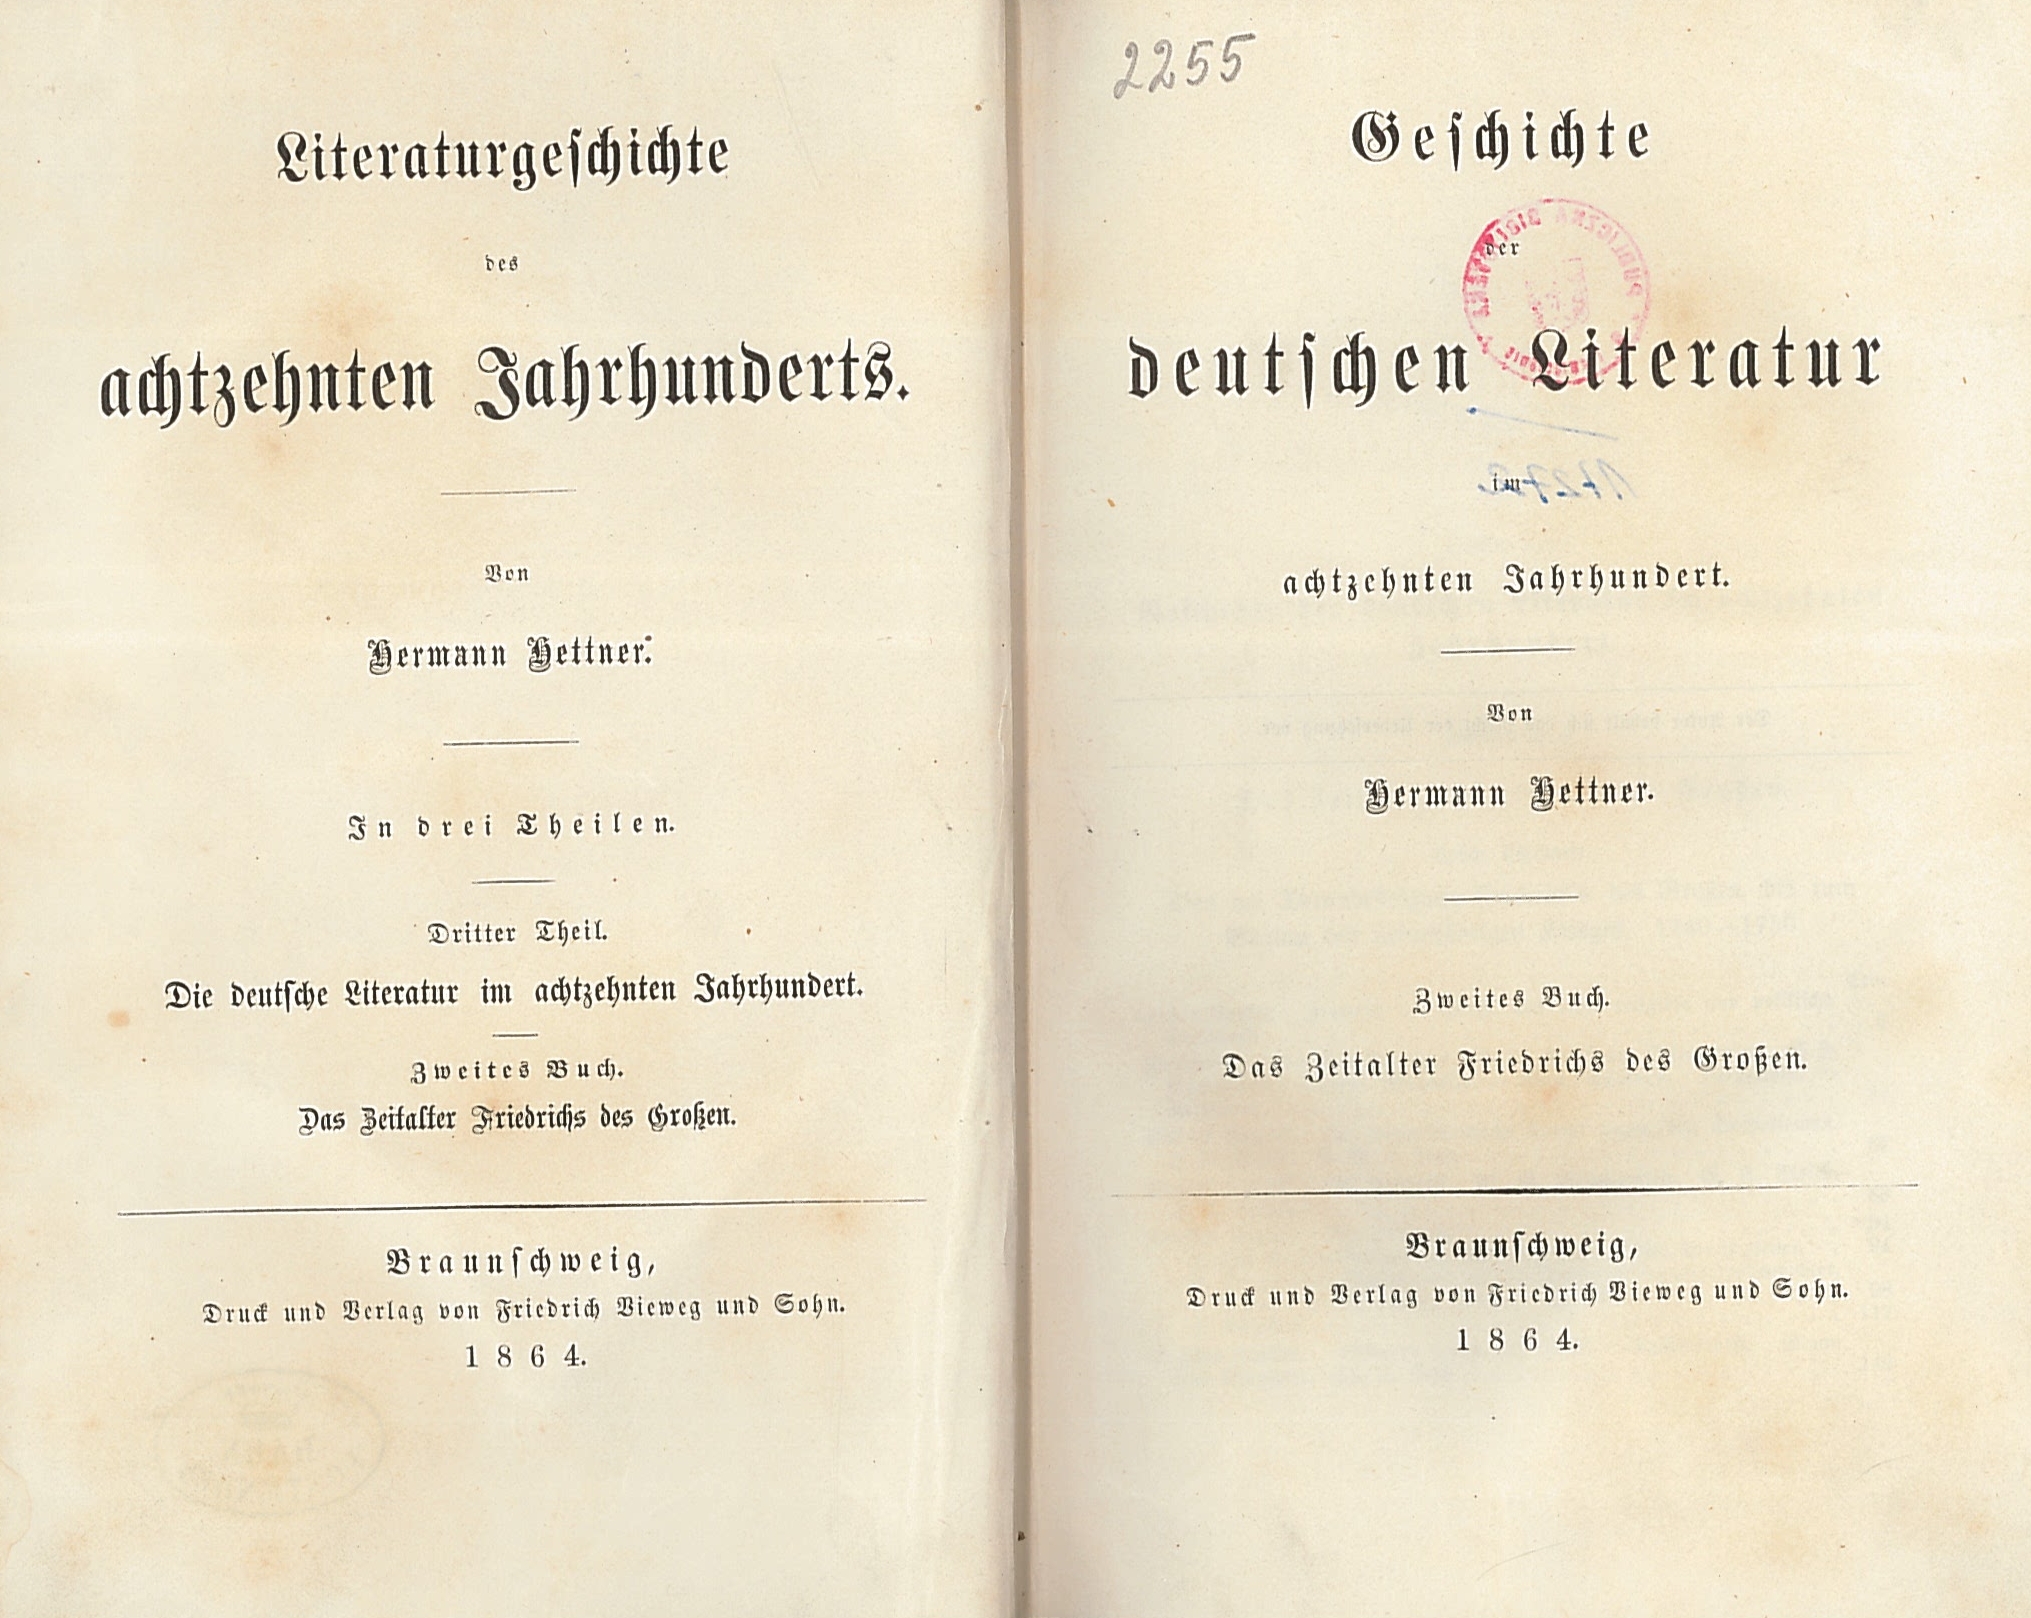 Literaturgeschichte
des
achtzehnten Jahrhunderts.
Von
Hermann Hettner.
In drei Theilen.
Dritter Theil.
Die deutsche Literatur im achtzehnten Jahrhundert.
Zweites Buch.
Das Zeitalter Friedrichs des Großen.
Braunschweig,
Druck und Verlag von Friedrich Vieweg und Sohn.
1864.
2255
Geschichte
der
deutschen Literatur
im
achtzehnten Jahrhundert.
Von
Hermann Hettner.
Zweites Buch.
Das Zeitalter Friedrichs des Großen.
Braunschweig,
Druck und Verlag von Friedrich Vieweg und Sohn.
1864.